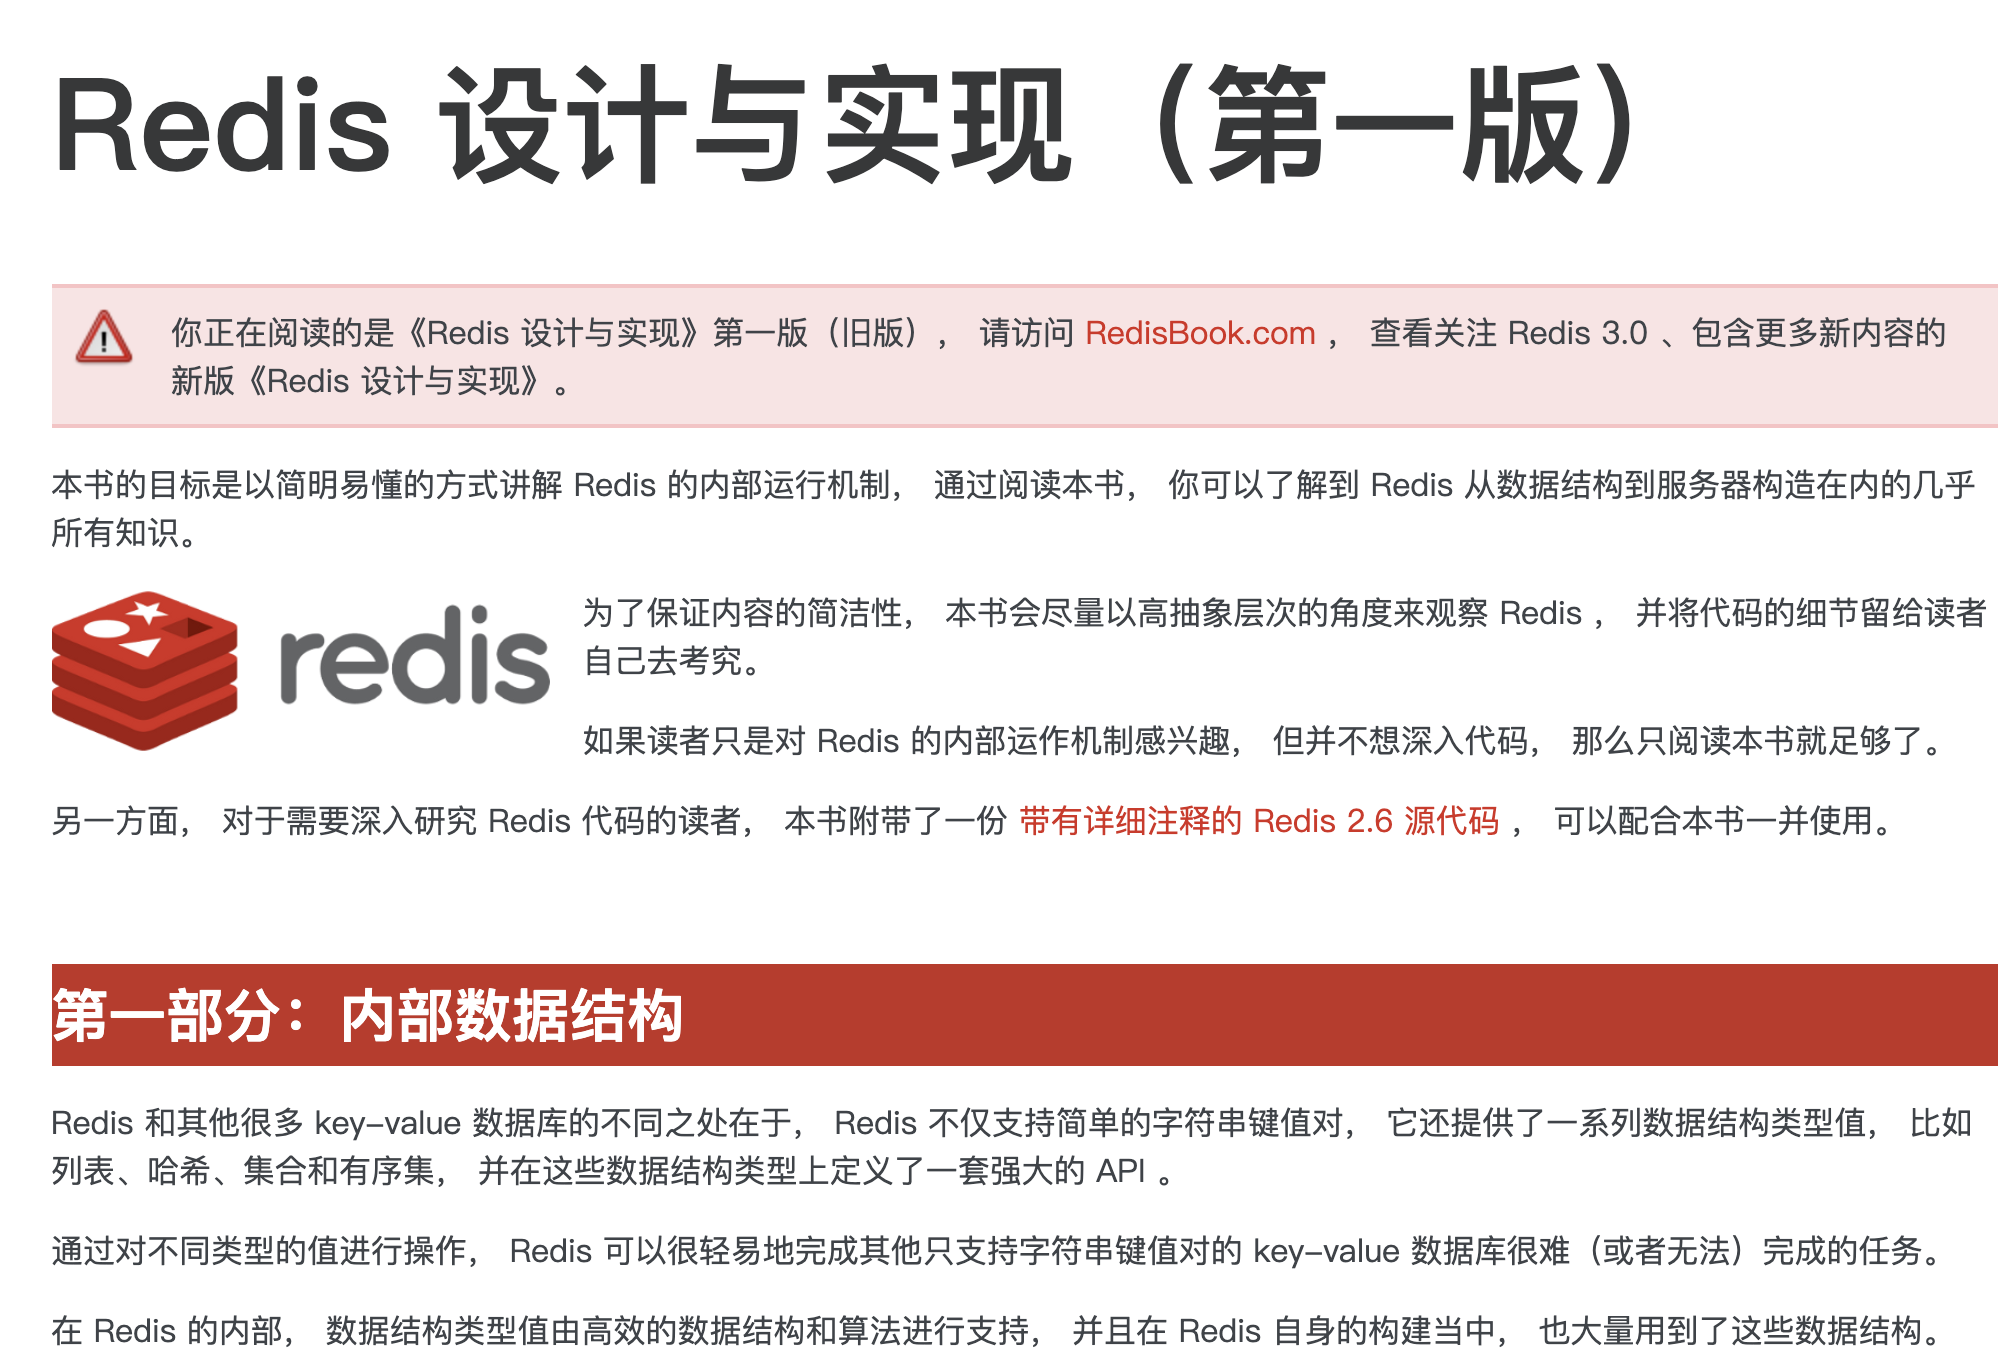 Redis 设计与实现（第一版）
你正在阅读的是《Redis 设计与实现》第一版（旧版）， 请访问 RedisBook.com ， 查看关注 Redis 3.0 、包含更多新内容的
新版《Redis 设计与实现》。
本书的目标是以简明易懂的方式讲解 Redis 的内部运行机制， 通过阅读本书， 你可以了解到 Redis 从数据结构到服务器构造在内的几乎
所有知识。
redis
为了保证内容的简洁性， 本书会尽量以高抽象层次的角度来观察 Redis ， 并将代码的细节留给读者
自己去考究。
如果读者只是对 Redis 的内部运作机制感兴趣， 但并不想深入代码， 那么只阅读本书就足够了。
另一方面， 对于需要深入研究 Redis 代码的读者， 本书附带了一份 带有详细注释的 Redis 2.6 源代码 ， 可以配合本书一并使用。
第一部分：内部数据结构
Redis 和其他很多 key-value 数据库的不同之处在于， Redis 不仅支持简单的字符串键值对， 它还提供了一系列数据结构类型值， 比如
列表、哈希、集合和有序集， 并在这些数据结构类型上定义了一套强大的 API 。
通过对不同类型的值进行操作， Redis 可以很轻易地完成其他只支持字符串键值对的 key-value 数据库很难（或者无法）完成的任务。
在 Redis 的内部， 数据结构类型值由高效的数据结构和算法进行支持， 并且在 Redis 自身的构建当中， 也大量用到了这些数据结构。